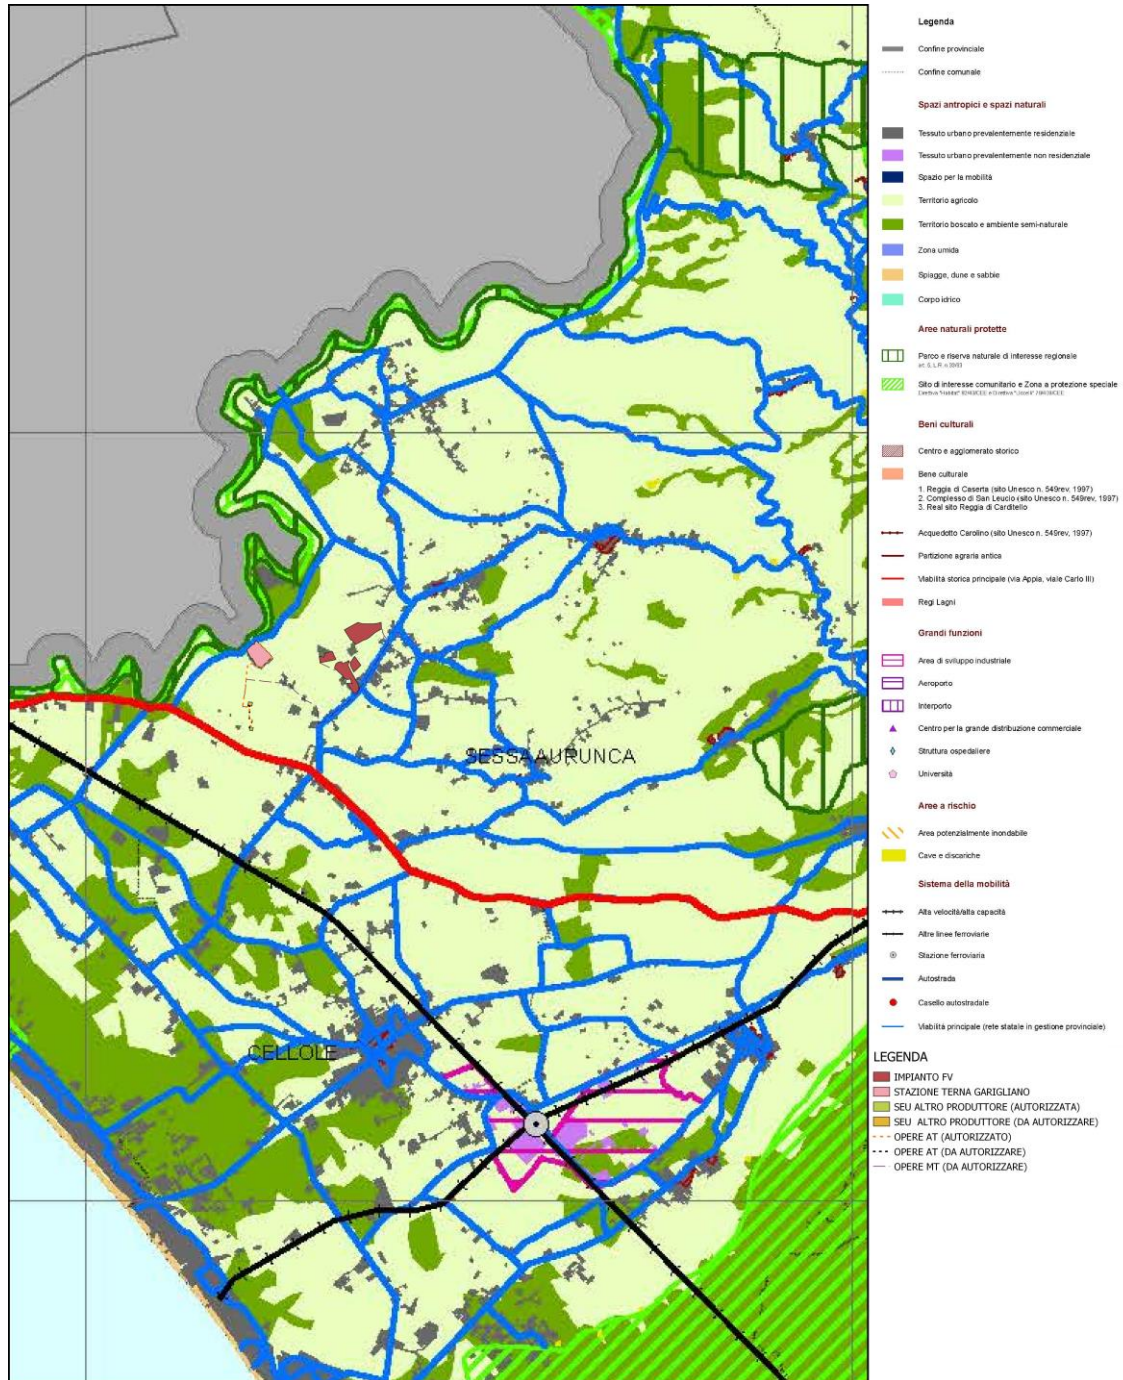 Legenda
Confine provinciale
Confine comunale
Spazi antropici e spazi naturali
Tessuto urbano prevalentemente residenziale
Tessuto urbano prevalentemente non residenziale
Spazio per la mobilità
Territorio agricolo
Territorio boscato e ambiente semi-naturale
Zona umida
Spiagge, dune e sabbie
Corpo idrico
Aree naturali protette
Parco e riserva naturale di interesse regionale
Sito di interesse comunitario e Zona a protezione speciale
Beni culturali
Centro e agglomerato storico
Bene culturale
1. Reggia di Caserta (sito Unesco n. 549rev, 1997)
2. Complesso di San Leucio (sito Unesco n. 549rev, 1997)
3. Real sito Reggia di Carditello
Acquedotto Carolino (sito Unesco n. 549rev, 1997)
Partizione agraria antica
Viabilità storica principale (via Appia, viale Carlo III)
Regi Lagni
Grandi funzioni
Area di sviluppo industriale
Aeroporto
Interporto
Centro per la grande distribuzione commerciale
Struttura ospedaliere
Università
Aree a rischio
Area potenzialmente inondabile
Cave e discariche
Sistema della mobilità
Alta velocità/alta capacità
Altre linee ferroviarie
Stazione ferroviaria
Autostrada
Casello autostradale
Viabilità principale (rete statale in gestione provinciale)
LEGENDA
IMPIANTO FV
STAZIONE TERNA GARIGLIANO
SEU ALTRO PRODUTTORE (AUTORIZZATA)
SEU ALTRO PRODUTTORE (DA AUTORIZZARE)
OPERE AT (AUTORIZZATO)
OPERE AT (DA AUTORIZZARE)
OPERE MT (DA AUTORIZZARE)
SESSA AURUNCA
CELLOLE